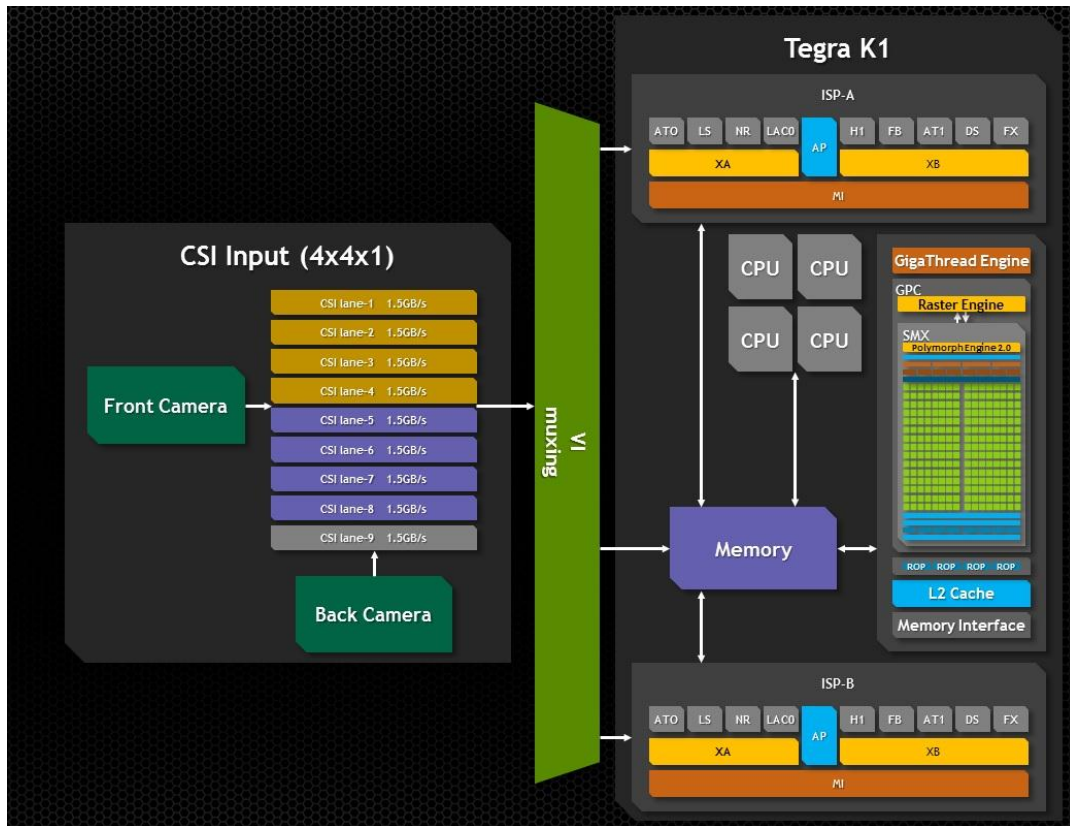 Tegra K1
ISP-A
ATO LS NR LAC0 AP H1 FB AT1 DS FX
XA XB
MI
CSI Input (4x4x1)
CSI lane-1 1.5GB/s
CSI lane-2 1.5GB/s
CSI lane-3 1.5GB/s
CSI lane-4 1.5GB/s
CSI lane-5 1.5GB/s
CSI lane-6 1.5GB/s
CSI lane-7 1.5GB/s
CSI lane-8 1.5GB/s
CSI lane-9 1.5GB/s
Front Camera
Back Camera
VI
muxing
CPU CPU
CPU CPU
Memory
GigaThread Engine
GPC
Raster Engine
SMX
Polymorph Engine 2.0
ROP ROP ROP ROP
L2 Cache
Memory Interface
ISP-B
ATO LS NR LAC0 AP H1 FB AT1 DS FX
XA XB
MI